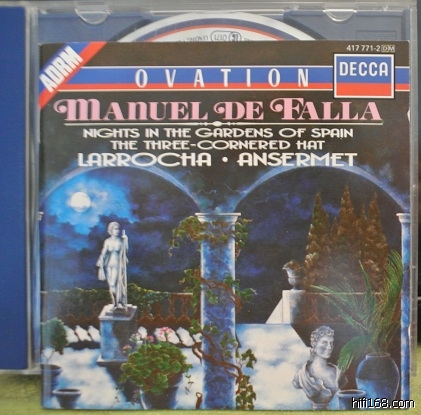 417 771-2 DM
ADRM
OVATION
DECCA
MANUEL DE FALLA
NIGHTS IN THE GARDENS OF SPAIN
THE THREE-CORNERED HAT
LARROCHA • ANSERMET
hifi168.com